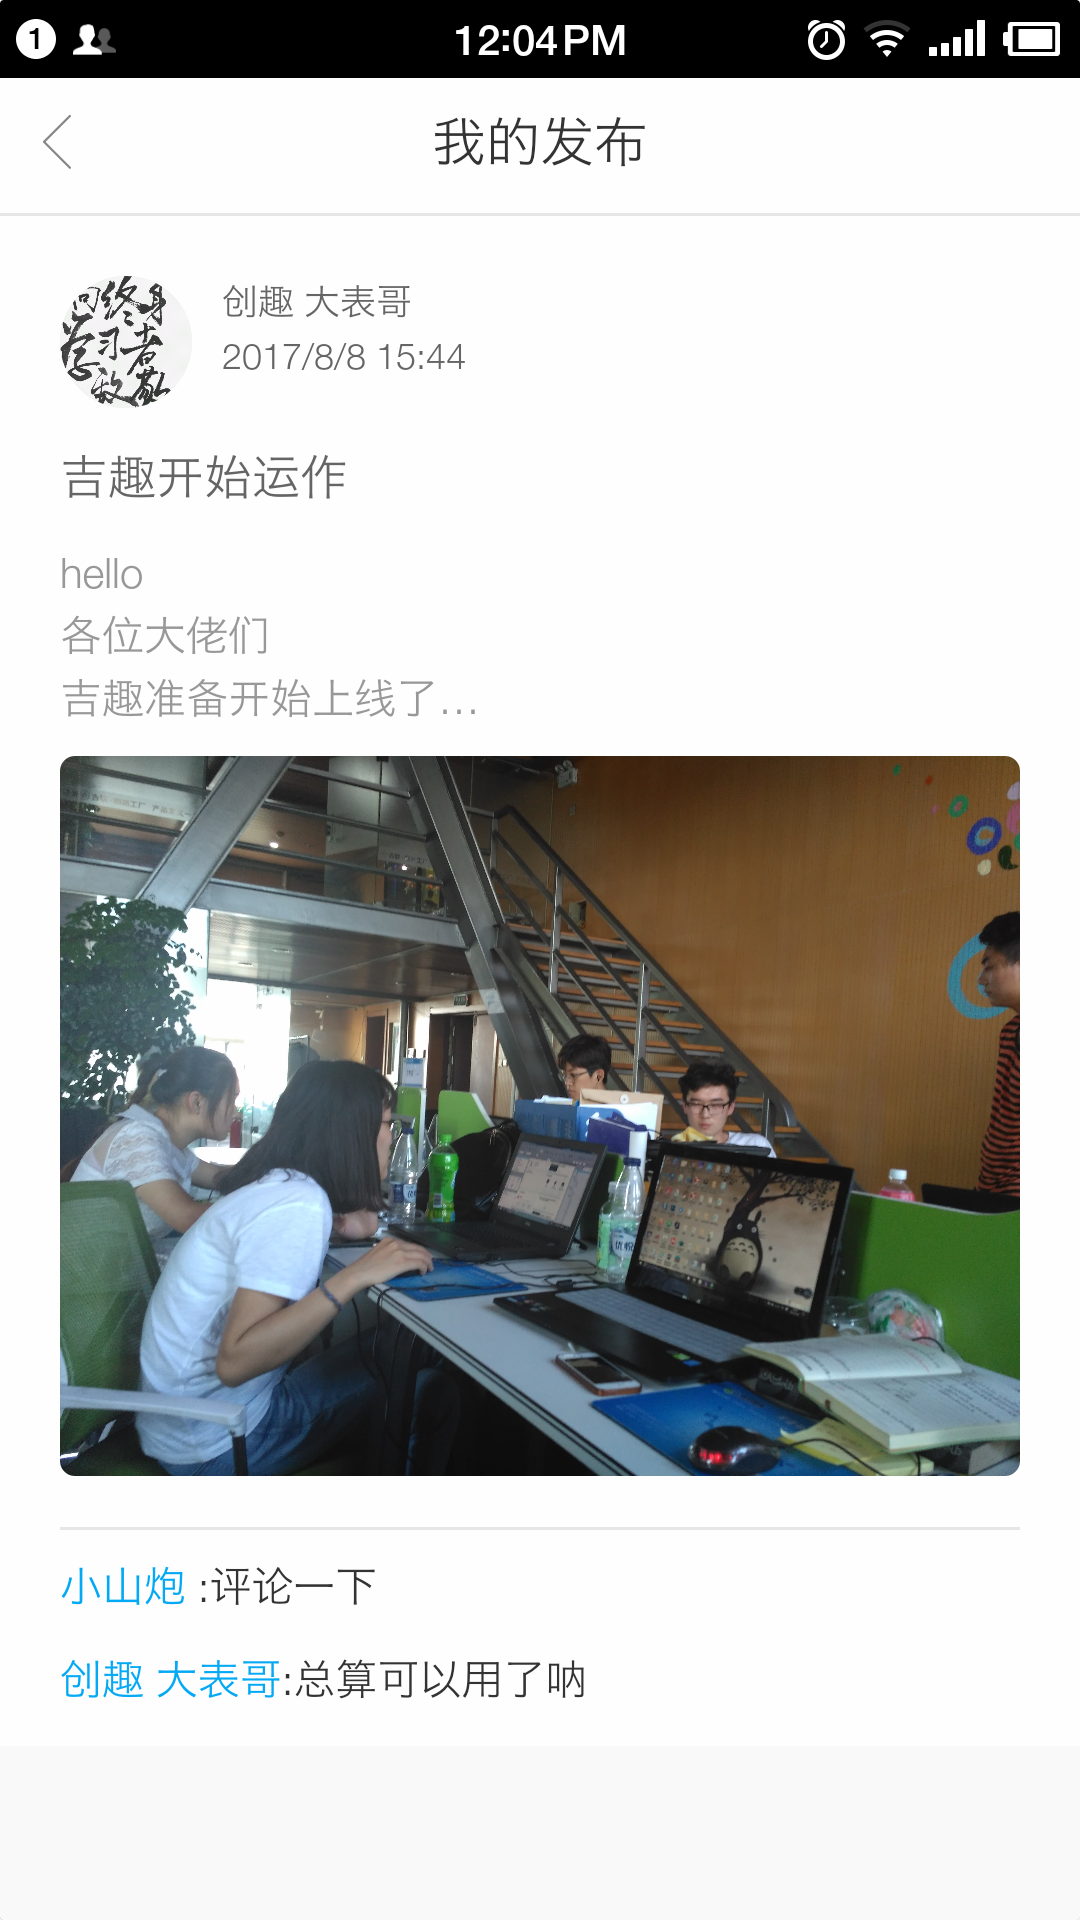 1
12:04 PM
我的发布
向终身
学习者
致敬
创趣 大表哥
2017/8/8 15:44
吉趣开始运作
hello
各位大佬们
吉趣准备开始上线了...
小山炮 :评论一下
创趣 大表哥:总算可以用了呐